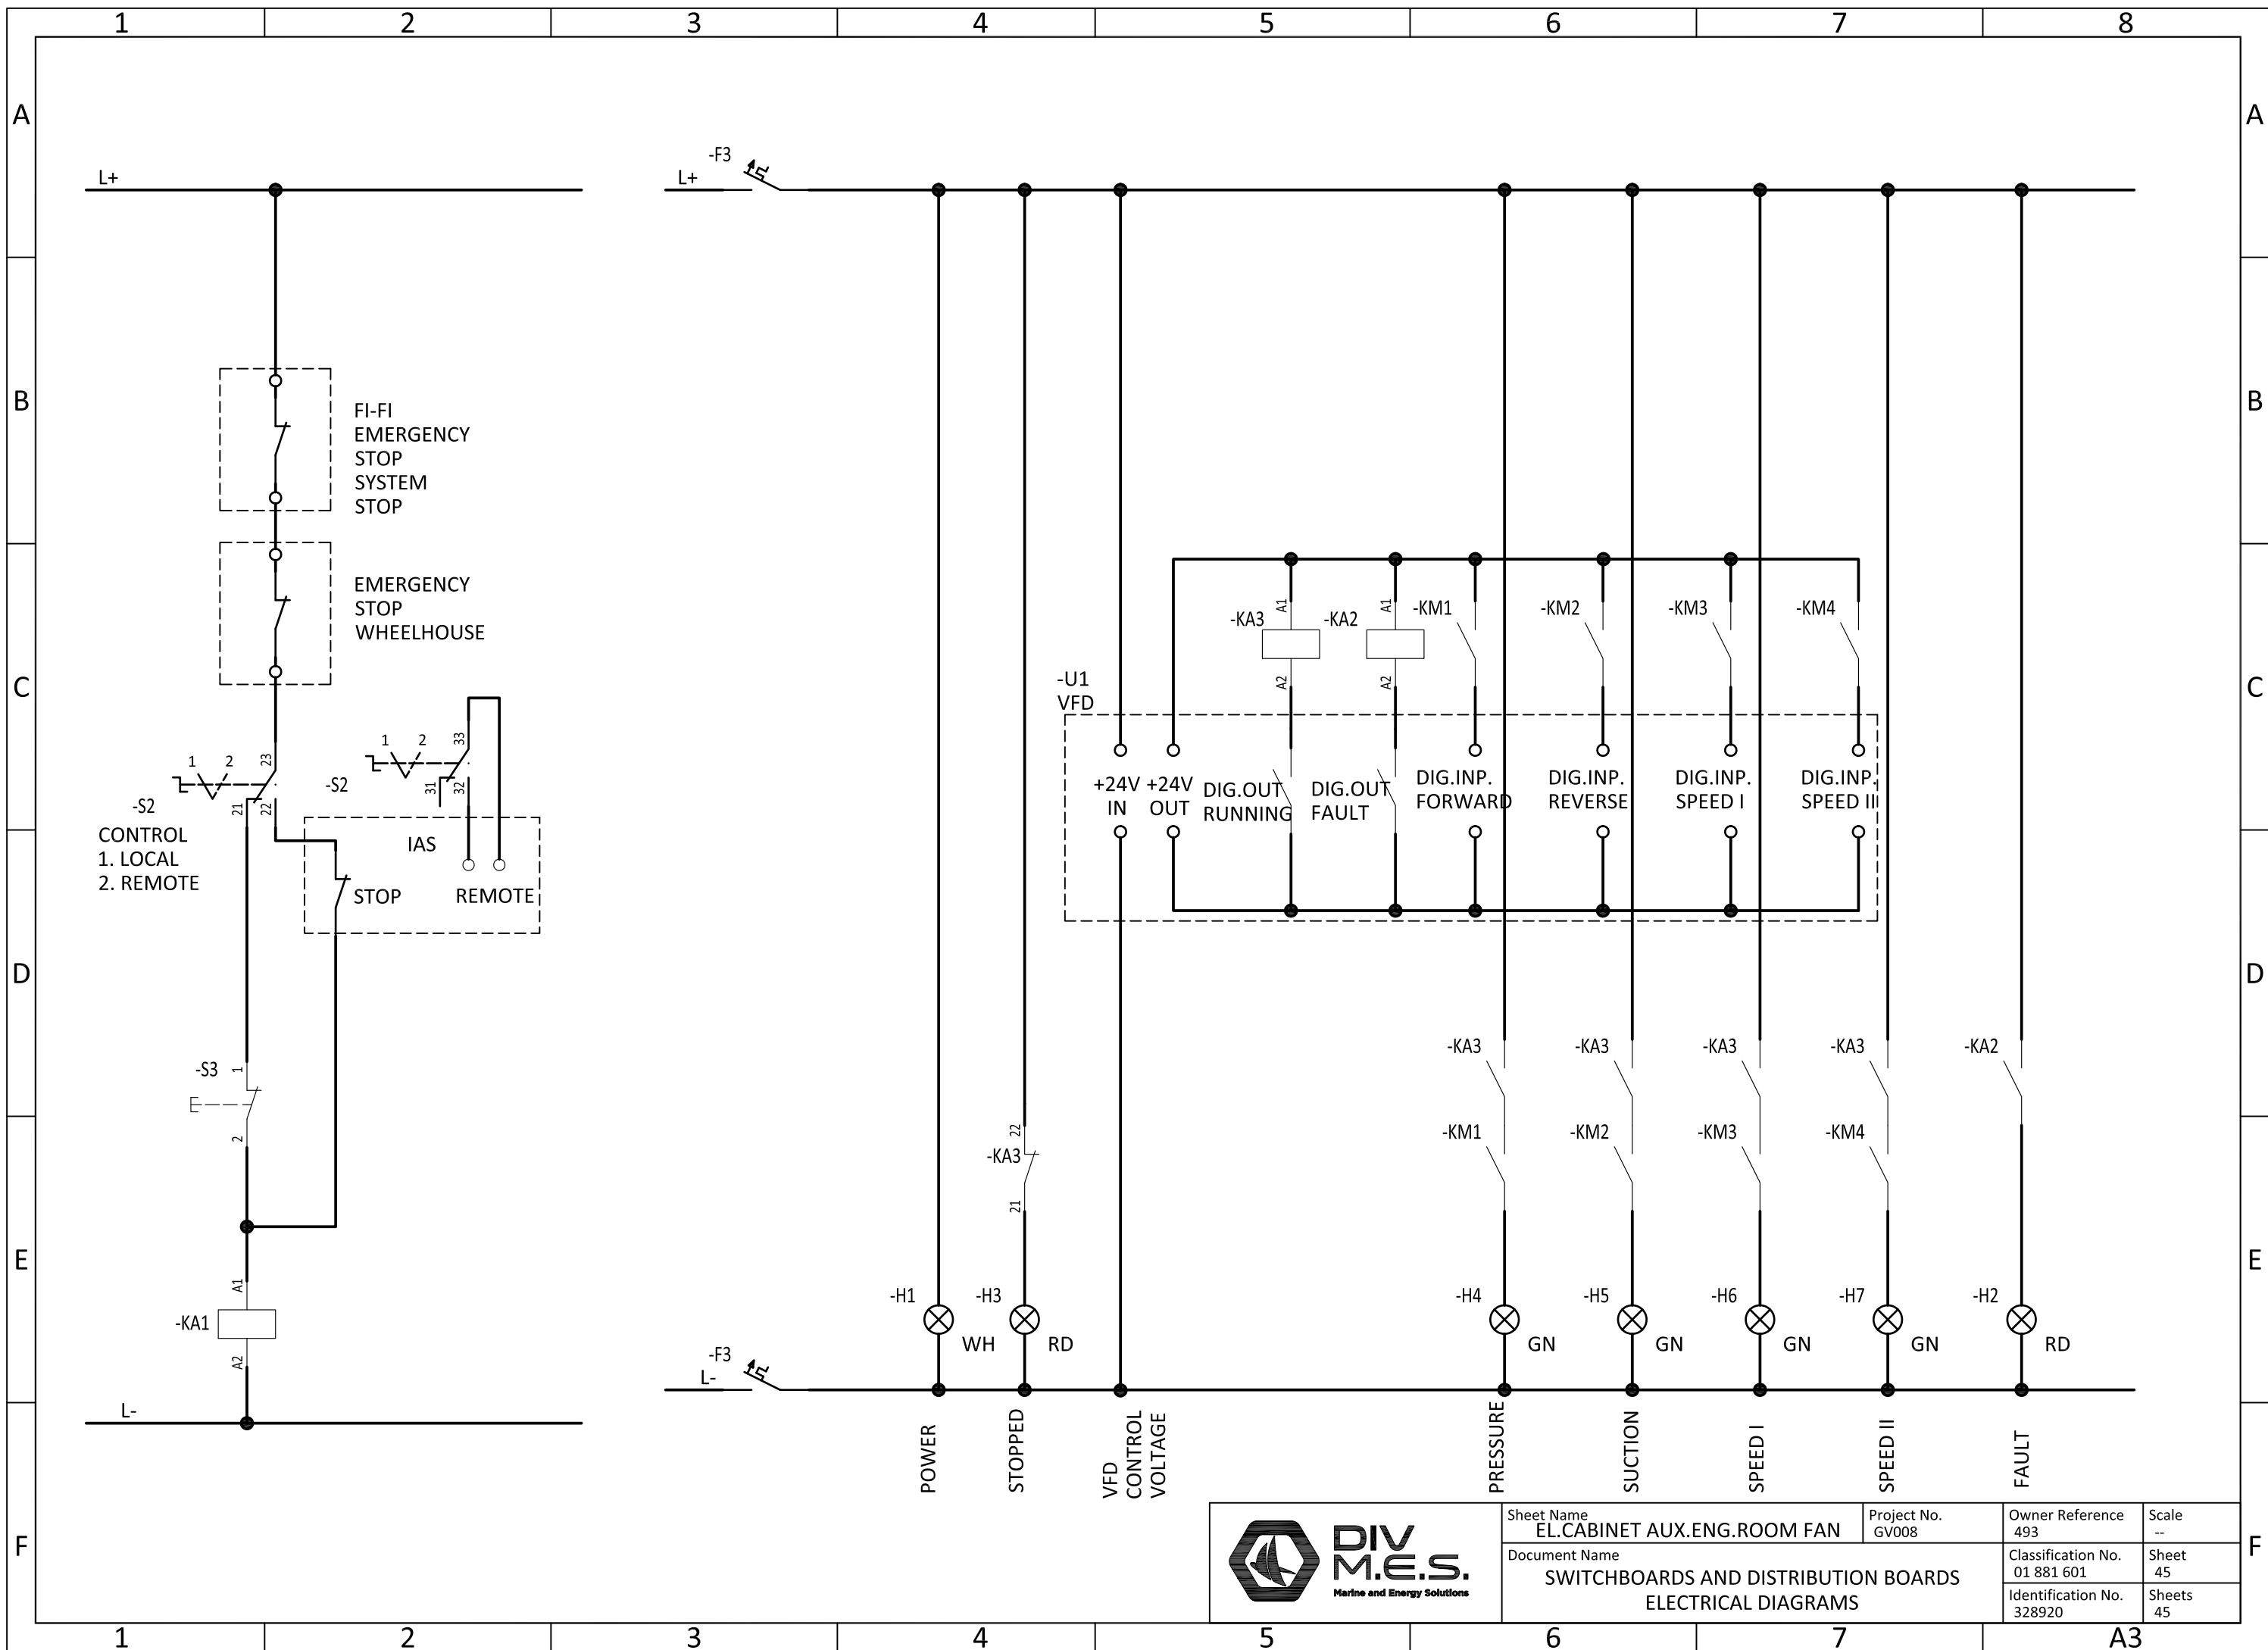 1 2 3 4 5 6 7 8
A A
-F3
L+ L+
B B
FI-FI
EMERGENCY
STOP
SYSTEM
STOP
EMERGENCY
STOP
WHEELHOUSE
C C
-KA3 A1 A2
-KA2 A1 A2
-KM1
-KM2
-KM3
-KM4
-U1
VFD
1 2 23
-S2
21 22
CONTROL
1. LOCAL
2. REMOTE
1 2 33
-S2
31 32
IAS
STOP
REMOTE
+24V
IN
+24V
OUT
DIG.OUT
RUNNING
DIG.OUT
FAULT
DIG.INP.
FORWARD
DIG.INP.
REVERSE
DIG.INP.
SPEED I
DIG.INP.
SPEED II
D D
-S3 1
2
-KA3 -KA3 -KA3 -KA3 -KA2
-KM1 -KM2 -KM3 -KM4
22
-KA3
21
E E
A1
-KA1
A2
-H1 -H3 -H4 -H5 -H6 -H7 -H2
WH RD GN GN GN GN RD
-F3
L-
L-
POWER
STOPPED
VFD
CONTROL
VOLTAGE
PRESSURE
SUCTION
SPEED I
SPEED II
FAULT
F F
DIV
M.E.S.
Marine and Energy Solutions
Sheet Name
EL.CABINET AUX.ENG.ROOM FAN
Project No.
GV008
Owner Reference
493
Scale
--
Document Name
SWITCHBOARDS AND DISTRIBUTION BOARDS
ELECTRICAL DIAGRAMS
Classification No.
01 881 601
Sheet
45
Identification No.
328920
Sheets
45
1 2 3 4 5 6 7 A3